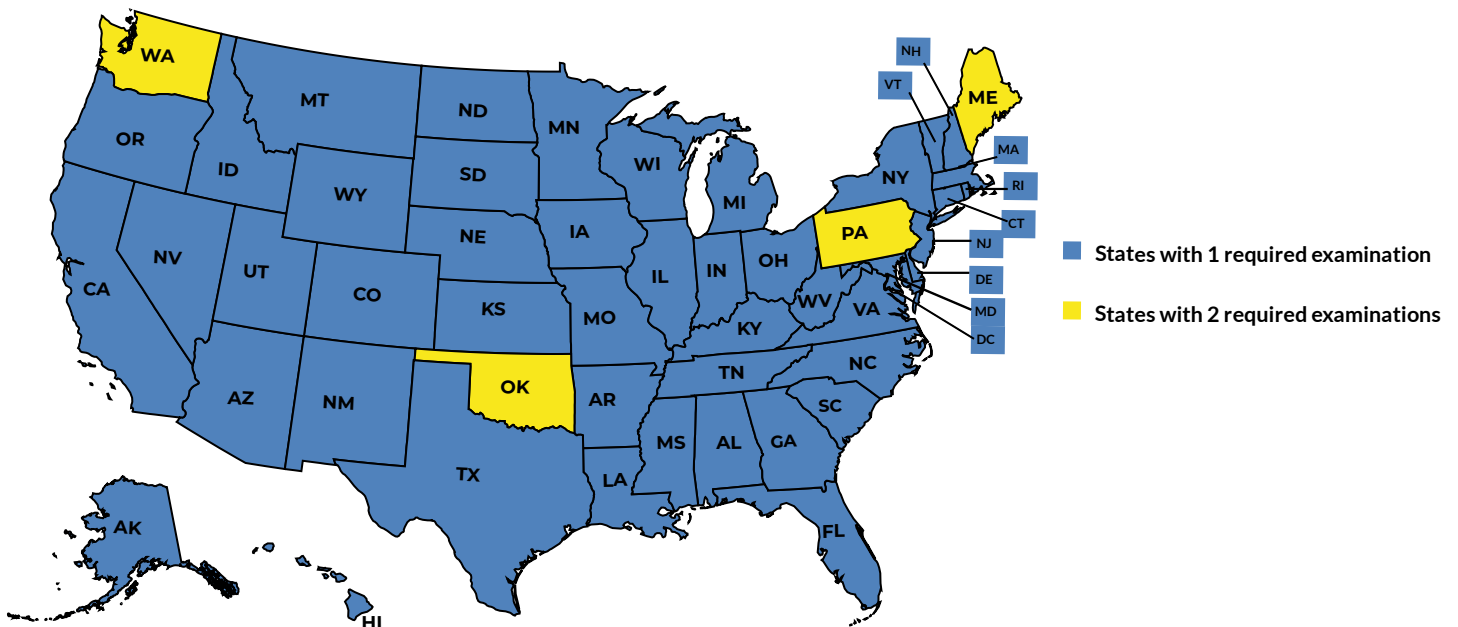 NH
WA
VT
ME
MT
ND
MN
OR
MA
WI
ID
SD
NY
RI
WY
MI
CT
IA
PA
NE
NJ
NV
OH
States with 1 required examination
UT
IN
IL
DE
CA
CO
WV
KS
VA
MD
States with 2 required examinations
MO
KY
DC
NC
TN
OK
AZ
NM
AR
SC
MS
AL
GA
TX
LA
AK
FL
HI